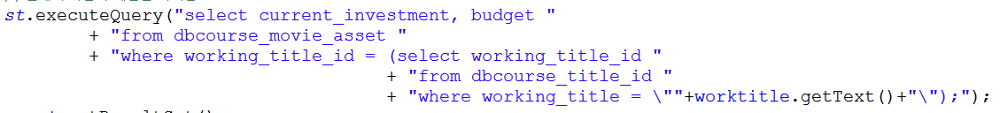 st.executeQuery("select current_investment, budget "
+ "from dbcourse_movie_asset "
+ "where working_title_id = (select working_title_id "
+ "from dbcourse_title_id "
+ "where working_title = \""+worktitle.getText()+"\");");